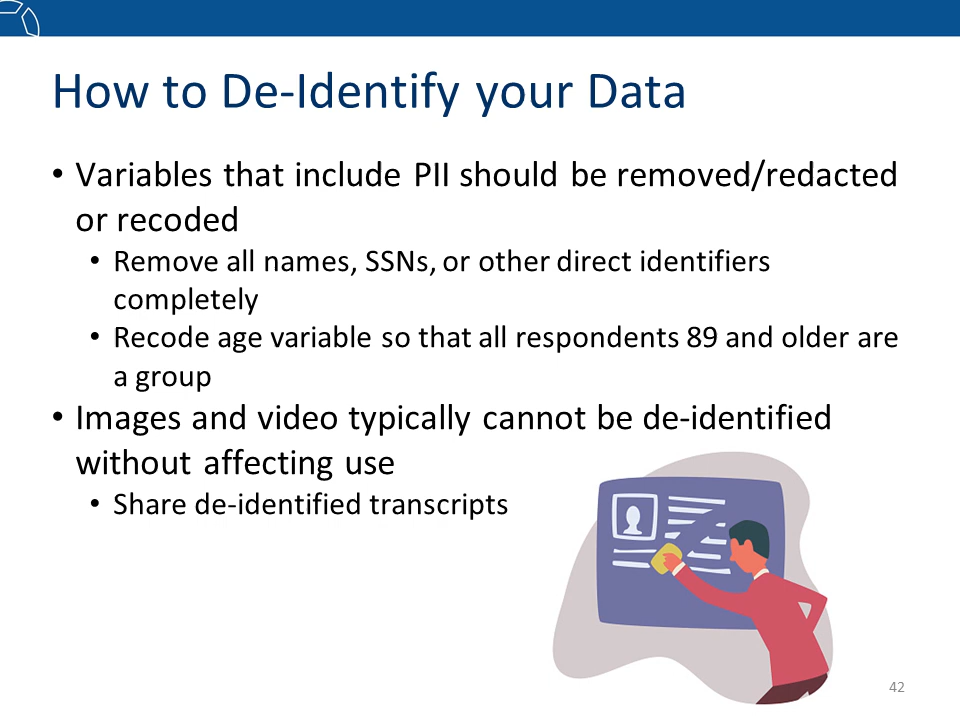 How to De-Identify your Data
• Variables that include PII should be removed/redacted
or recoded
• Remove all names, SSNs, or other direct identifiers
completely
• Recode age variable so that all respondents 89 and older are
a group
• Images and video typically cannot be de-identified
without affecting use
• Share de-identified transcripts
42